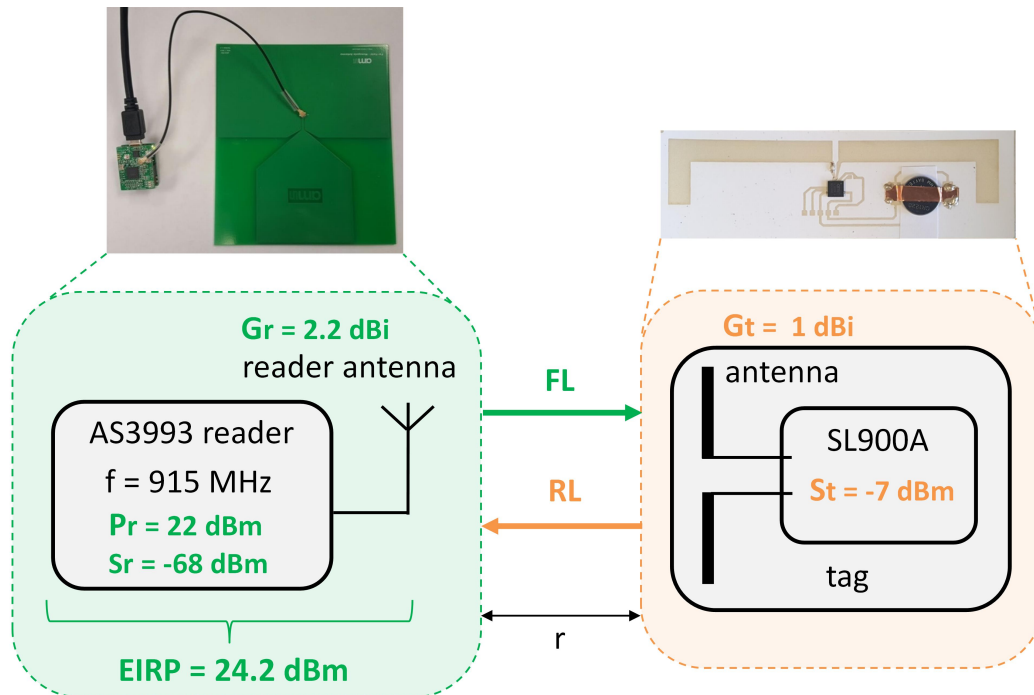 am
Gr = 2.2 dBi
reader antenna
AS3993 reader
f = 915 MHz
Pr = 22 dBm
Sr = -68 dBm
EIRP = 24.2 dBm
FL
RL
r
Gt = 1 dBi
antenna
SL900A
St = -7 dBm
tag